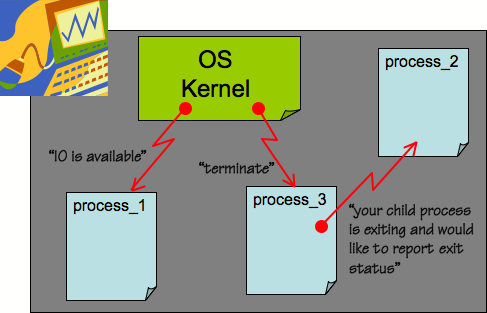 OS
Kernel
process_2
"IO is available"
"terminate"
process_1
process_3
"your child process
is exiting and would
like to report exit
status"